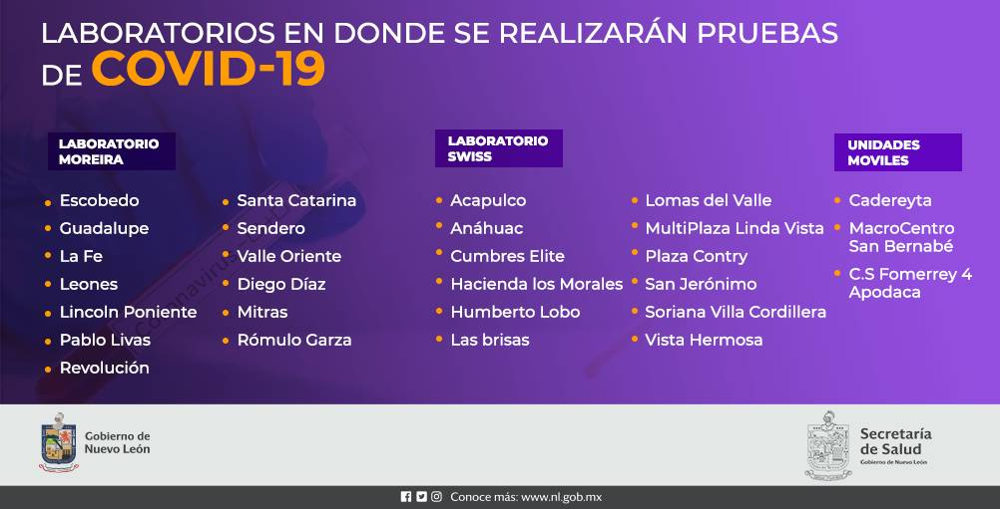 LABORATORIOS EN DONDE SE REALIZARÁN PRUEBAS
DE COVID-19
LABORATORIO
MOREIRA
Escobedo
Guadalupe
La Fe
Leones
Lincoln Poniente
Pablo Livas
Revolución
Santa Catarina
Sendero
Valle Oriente
Diego Díaz
Mitras
Rómulo Garza
LABORATORIO
SWISS
Acapulco
Anáhuac
Cumbres Elite
Hacienda los Morales
Humberto Lobo
Las brisas
Lomas del Valle
MultiPlaza Linda Vista
Plaza Contry
San Jerónimo
Soriana Villa Cordillera
Vista Hermosa
UNIDADES
MOVILES
Cadereyta
MacroCentro
San Bernabé
C.S Fomerrey 4
Apodaca
Coronavirus
Gobierno de
Nuevo León
Secretaría
de Salud
Gobierno de Nuevo León
Conoce más: www.nl.gob.mx